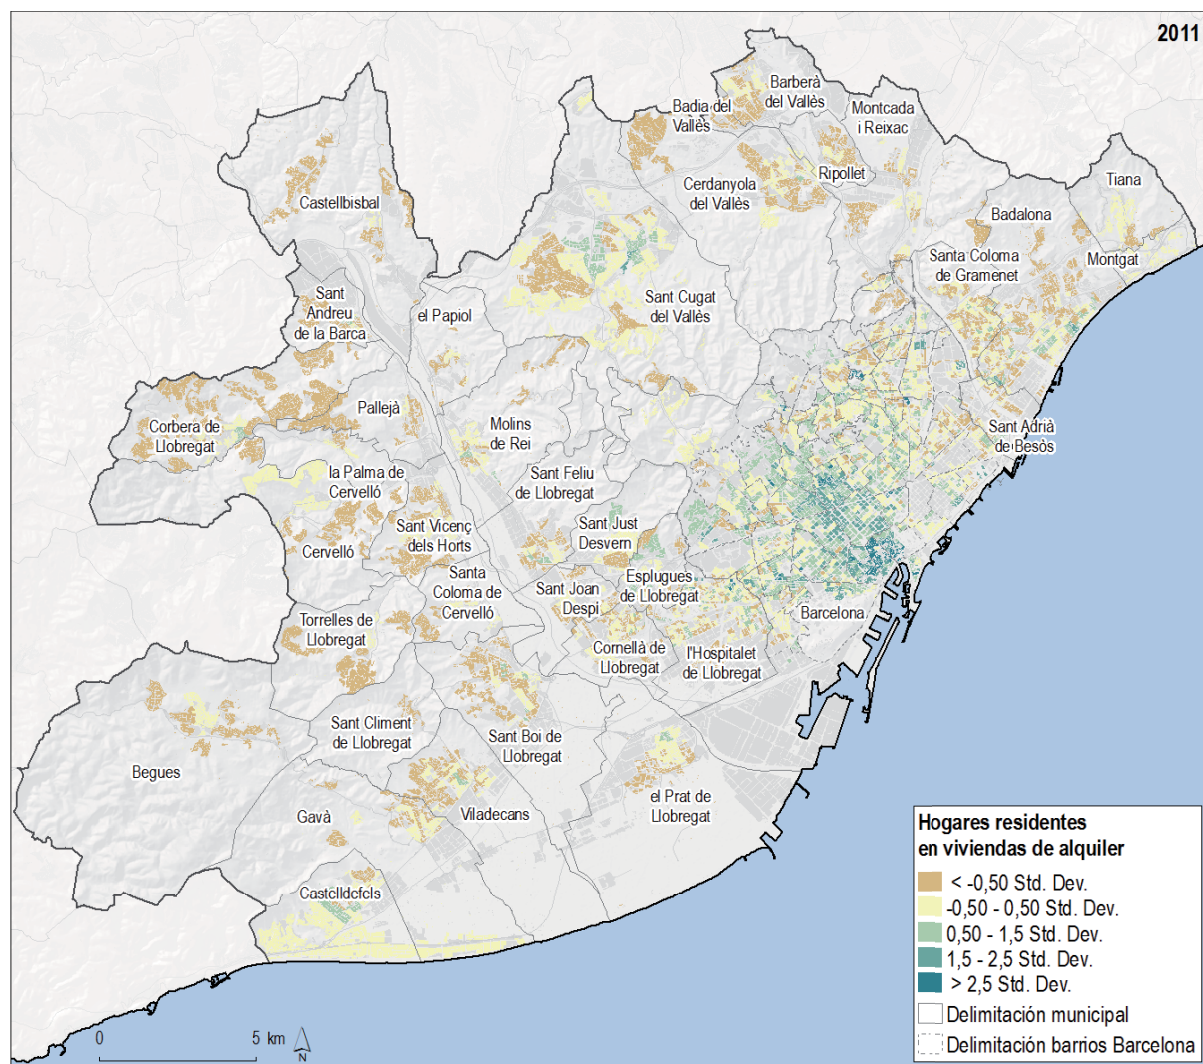 2011
Barberà
del Vallès
Badia del
Vallès
Montcada
i Reixac
Ripollet
Cerdanyola
del Vallès
Tiana
Castellbisbal
Badalona
Santa Coloma
de Gramenet
Montgat
Sant
Andreu
de la Barca
el Papiol
Sant Cugat
del Vallès
Pallejà
Corbera de
Llobregat
Molins
de Rei
Sant Adrià
de Besòs
la Palma de
Cervelló
Sant Feliu
de Llobregat
Sant Vicenç
dels Horts
Sant Just
Desvern
Cervelló
Santa
Coloma de
Cervelló
Sant Joan
Despí
Esplugues
de Llobregat
Barcelona
Torrelles de
Llobregat
Cornellà de
Llobregat
l'Hospitalet
de Llobregat
Sant Climent
de Llobregat
Sant Boi de
Llobregat
Begues
el Prat de
Llobregat
Gavà
Viladecans
Castelldefels
Hogares residentes
en viviendas de alquiler
< -0,50 Std. Dev.
-0,50 - 0,50 Std. Dev.
0,50 - 1,5 Std. Dev.
1,5 - 2,5 Std. Dev.
> 2,5 Std. Dev.
Delimitación municipal
Delimitación barrios Barcelona
0 5 km
N